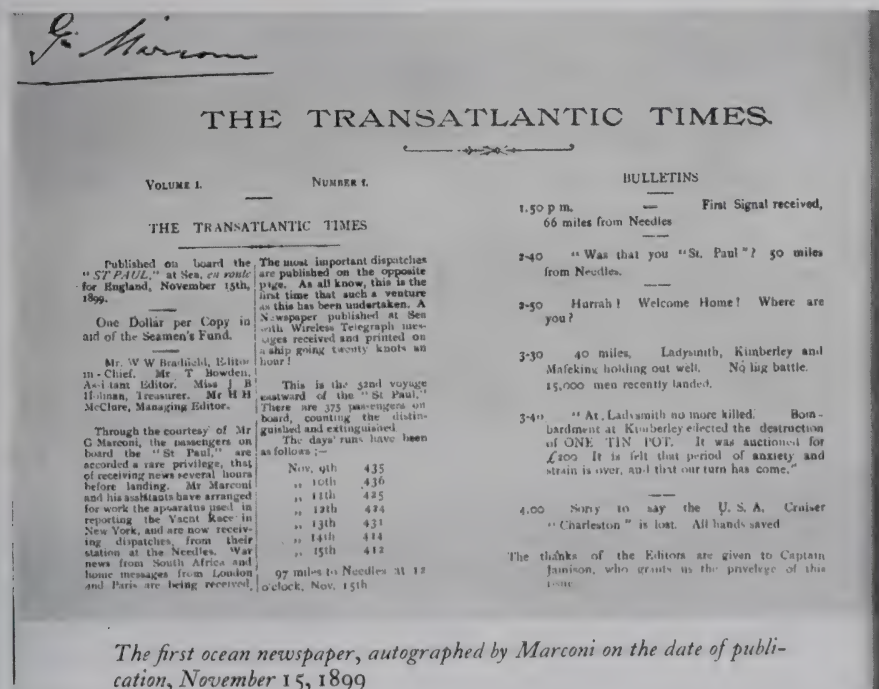 G. Marconi
THE TRANSATLANTIC TIMES.
VOLUME 1. NUMBER 1.
THE TRANSATLANTIC TIMES
Published on board the
"ST PAUL," at Sea, en route
for England, November 15th,
1899.
One Dollar per Copy in
aid of the Seamen's Fund.
Mr. W W Bradfield, Editor
in-Chief. Mr T Bowden,
Assistant Editor. Miss J B
Holman, Treasurer. Mr H H
McClure, Managing Editor.
Through the courtesy of Mr
G Marconi, the passengers on
board the "St Paul," are
accorded a rare privilege, that
of receiving news several hours
before landing. Mr Marconi
and his assistants have arranged
for work the apparatus used in
reporting the Yacht Race in
New York, and are now receiv-
ing dispatches, from their
station at the Needles. War
news from South Africa and
home messages from London
and Paris are being received.
The most important dispatches
are published on the opposite
page. As all know, this is the
first time that such a venture
as this has been undertaken. A
Newspaper published at Sea
with Wireless Telegraph mes-
sages received and printed on
a ship going twenty knots an
hour!
This is the 52nd voyage
eastward of the "St Paul."
There are 375 passengers on
board, counting the distin-
guished and extinguished.
The days' runs have been
as follows ;—
Nov. 9th 435
„ 10th 436
„ 11th 425
„ 12th 424
„ 13th 431
„ 14th 414
„ 15th 412
97 miles to Needles at 12
o'clock, Nov. 15th
BULLETINS
1.50 p m. — First Signal received,
66 miles from Needles
2-40 "Was that you "St. Paul"? 50 miles
from Needles.
2-50 Hurrah! Welcome Home! Where are
you?
3-30 40 miles, Ladysmith, Kimberley and
Mafeking holding out well. No big battle.
15,000 men recently landed.
3-40 "At Ladysmith no more killed. Bom-
bardment at Kimberley effected the destruction
of ONE TIN POT. It was auctioned for
£200 It is felt that period of anxiety and
strain is over, and that our turn has come."
4.00 Sorry to say the U. S. A. Cruiser
"Charleston" is lost. All hands saved
The thanks of the Editors are given to Captain
Jamison, who grants us the privelege of this
issue
The first ocean newspaper, autographed by Marconi on the date of publi-
cation, November 15, 1899